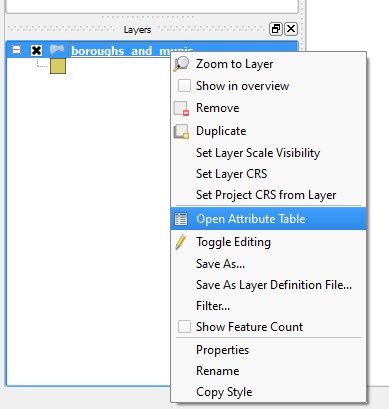 Layers
boroughs_and_munic
Zoom to Layer
Show in overview
Remove
Duplicate
Set Layer Scale Visibility
Set Layer CRS
Set Project CRS from Layer
Open Attribute Table
Toggle Editing
Save As...
Save As Layer Definition File...
Filter...
Show Feature Count
Properties
Rename
Copy Style